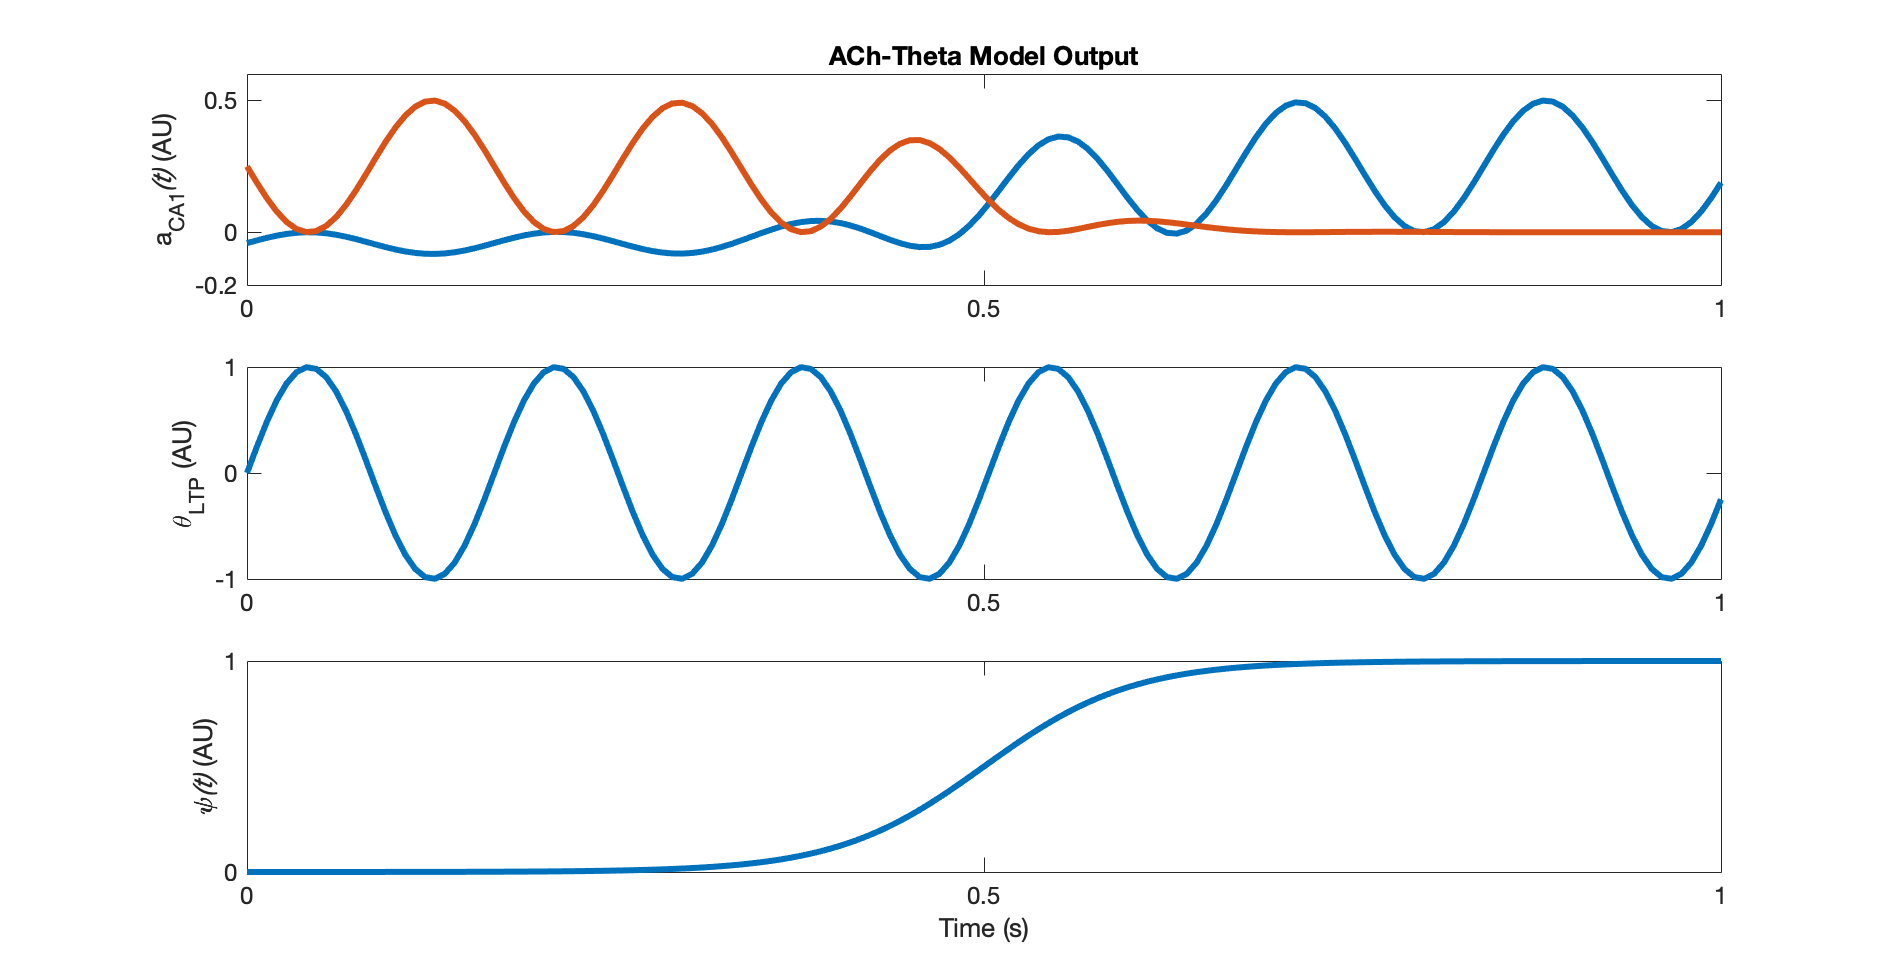 ACh-Theta Model Output
a_CA1(t) (AU)
0.5
0
-0.2
0 0.5 1
θ_LTP (AU)
1
0
-1
0 0.5 1
ψ(t) (AU)
1
0
0 0.5 1
Time (s)